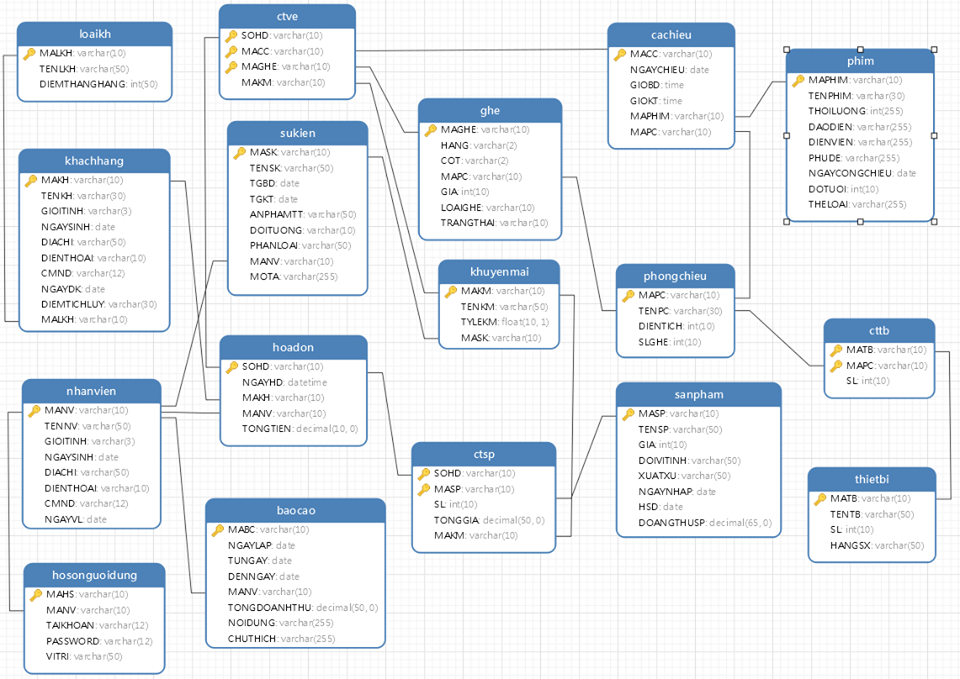 loaikh
MALKH: varchar(10)
TENLKH: varchar(50)
DIEMTHANGHANG: int(50)
ctve
SOHD: varchar(10)
MACC: varchar(10)
MAGHE: varchar(10)
MAKM: varchar(10)
cachieu
MACC: varchar(10)
NGAYCHIEU: date
GIOBD: time
GIOKT: time
MAPHIM: varchar(10)
MAPC: varchar(10)
phim
MAPHIM: varchar(10)
TENPHIM: varchar(30)
THOILUONG: int(255)
DAODIEN: varchar(255)
DIENVIEN: varchar(255)
PHUDE: varchar(255)
NGAYCONGCHIEU: date
DOTUOI: int(10)
THELOAI: varchar(255)
ghe
MAGHE: varchar(10)
HANG: varchar(2)
COT: varchar(2)
MAPC: varchar(10)
GIA: int(10)
LOAIGHE: varchar(10)
TRANGTHAI: varchar(10)
sukien
MASK: varchar(10)
TENSK: varchar(50)
TGBD: date
TGKT: date
ANPHAMTT: varchar(50)
DOITUONG: varchar(10)
PHANLOAI: varchar(50)
MANV: varchar(10)
MOTA: varchar(255)
khachhang
MAKH: varchar(10)
TENKH: varchar(30)
GIOITINH: varchar(3)
NGAYSINH: date
DIACHI: varchar(50)
DIENTHOAI: varchar(10)
CMND: varchar(12)
NGAYDK: date
DIEMTICHLUY: varchar(30)
MALKH: varchar(10)
khuyenmai
MAKM: varchar(10)
TENKM: varchar(50)
TYLEKM: float(10, 1)
MASK: varchar(10)
phongchieu
MAPC: varchar(10)
TENPC: varchar(30)
DIENTICH: int(10)
SLGHE: int(10)
cttb
MATB: varchar(10)
MAPC: varchar(10)
SL: int(10)
hoadon
SOHD: varchar(10)
NGAYHD: datetime
MAKH: varchar(10)
MANV: varchar(10)
TONGTIEN: decimal(10, 0)
nhanvien
MANV: varchar(10)
TENNV: varchar(50)
GIOITINH: varchar(3)
NGAYSINH: date
DIACHI: varchar(50)
DIENTHOAI: varchar(10)
CMND: varchar(12)
NGAYVL: date
sanpham
MASP: varchar(10)
TENSP: varchar(50)
GIA: int(10)
DOIVITINH: varchar(50)
XUATXU: varchar(50)
NGAYNHAP: date
HSD: date
DOANGTHUSP: decimal(65, 0)
ctsp
SOHD: varchar(10)
MASP: varchar(10)
SL: int(10)
TONGGIA: decimal(50, 0)
MAKM: varchar(10)
thietbi
MATB: varchar(10)
TENTB: varchar(50)
SL: int(10)
HANGSX: varchar(50)
baocao
MABC: varchar(10)
NGAYLAP: date
TUNGAY: date
DENNGAY: date
MANV: varchar(10)
TONGDOANHTHU: decimal(50, 0)
NOIDUNG: varchar(255)
CHUTHICH: varchar(255)
hosonguoidung
MAHS: varchar(10)
MANV: varchar(10)
TAIKHOAN: varchar(12)
PASSWORD: varchar(12)
VITRI: varchar(50)